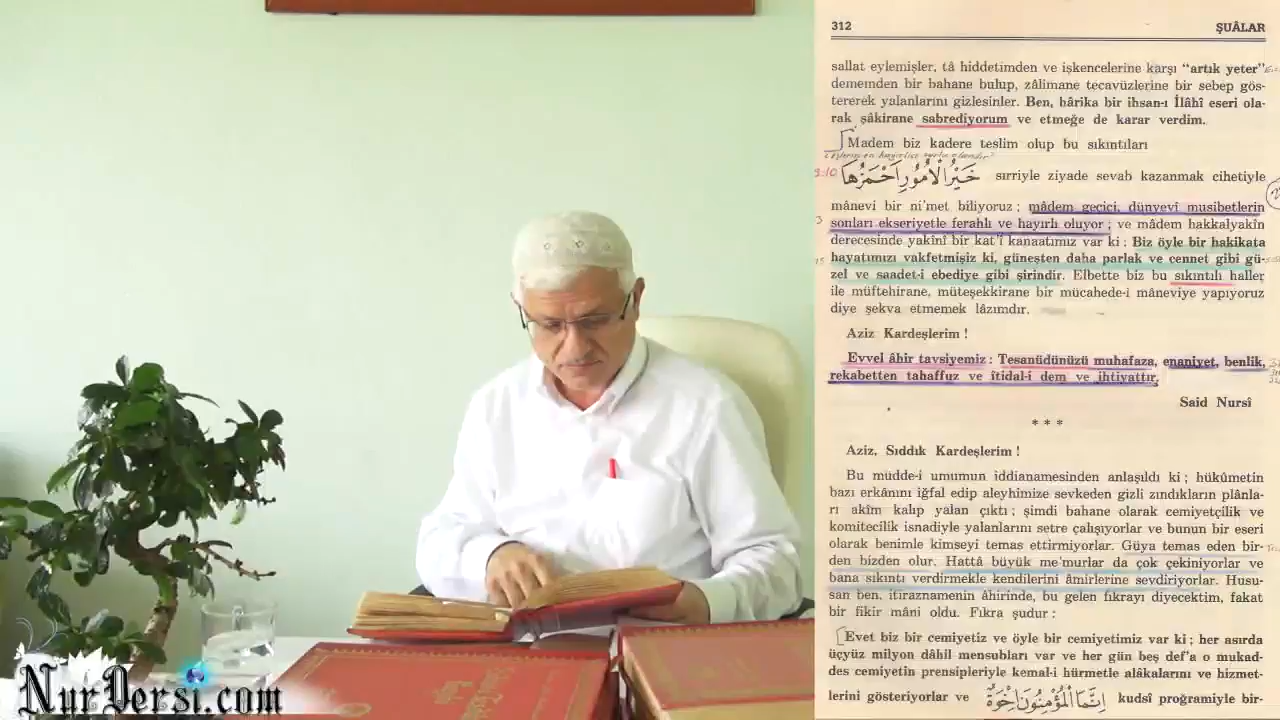 312 ŞUÂLAR
sallat eylemişler, tâ hiddetimden ve işkencelerine karşı “artık yeter”
dememden bir bahane bulup, zâlimane tecavüzlerine bir sebep gös-
tererek yalanlarını gizlesinler. Ben, hârika bir ihsan-ı İlâhî eseri ola-
rak şâkirane sabrediyorum ve etmeğe de karar verdim.
Madem biz kadere teslim olup bu sıkıntıları
خَيْرُ الْاُمُورِ اَحْمَزُهَا sırriyle ziyade sevab kazanmak cihetiyle
mânevi bir ni'met biliyoruz ; mâdem geçici, dünyevî musibetlerin
sonları ekseriyetle ferahlı ve hayırlı oluyor ; ve mâdem hakkalyakîn
derecesinde yakînî bir kat'î kanaatımız var ki : Biz öyle bir hakikata
hayatımızı vakfetmişiz ki, güneşten daha parlak ve cennet gibi gü-
zel ve saadet-i ebediye gibi şirindir. Elbette biz bu sıkıntılı haller
ile müftehirane, müteşekkirane bir mücahede-i mâneviye yapıyoruz
diye şekva etmemek lâzımdır.
Aziz Kardeşlerim !
Evvel âhir tavsiyemiz : Tesanüdünüzü muhafaza, enaniyet, benlik,
rekabetten tahaffuz ve îtidal-i dem ve ihtiyattır.
Said Nursî
* * *
Aziz, Sıddık Kardeşlerim !
Bu müdde-i umumun iddianamesinden anlaşıldı ki ; hükûmetin
bazı erkânını iğfal edip aleyhimize sevkeden gizli zındıkların plânla-
rı akîm kalıp yalan çıktı ; şimdi bahane olarak cemiyetçilik ve
komitecilik isnadiyle yalanlarını setre çalışıyorlar ve bunun bir eseri
olarak benimle kimseyi temas ettirmiyorlar. Güya temas eden bir-
den bizden olur. Hattâ büyük me'murlar da çok çekiniyorlar ve
bana sıkıntı verdirmekle kendilerini âmirlerine sevdiriyorlar. Husu-
san ben, itiraznamenin âhirinde, bu gelen fıkrayı diyecektim, fakat
bir fikir mâni oldu. Fıkra şudur :
Evet biz bir cemiyetiz ve öyle bir cemiyetimiz var ki ; her asırda
üçyüz milyon dâhil mensubları var ve her gün beş def'a o mukad-
des cemiyetin prensipleriyle kemal-i hürmetle alâkalarını ve hizmet-
lerini gösteriyorlar ve اِنَّمَا الْمُؤْمِنُونَ اِخْوَةٌ kudsî proğramiyle bir-
NurDersi.com